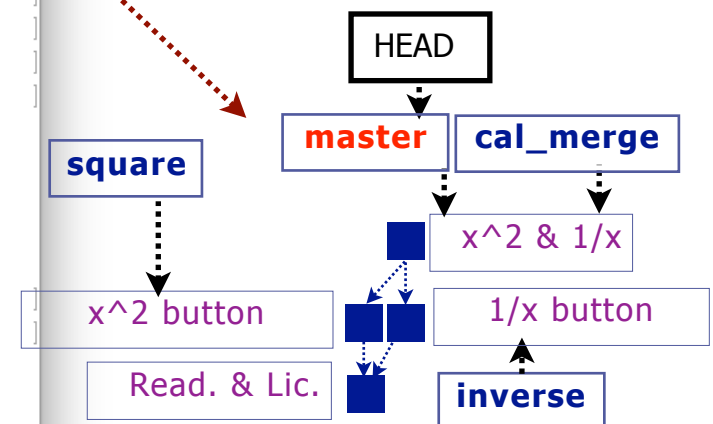 HEAD
master
cal_merge
square
x^2 & 1/x
x^2 button
1/x button
Read. & Lic.
inverse